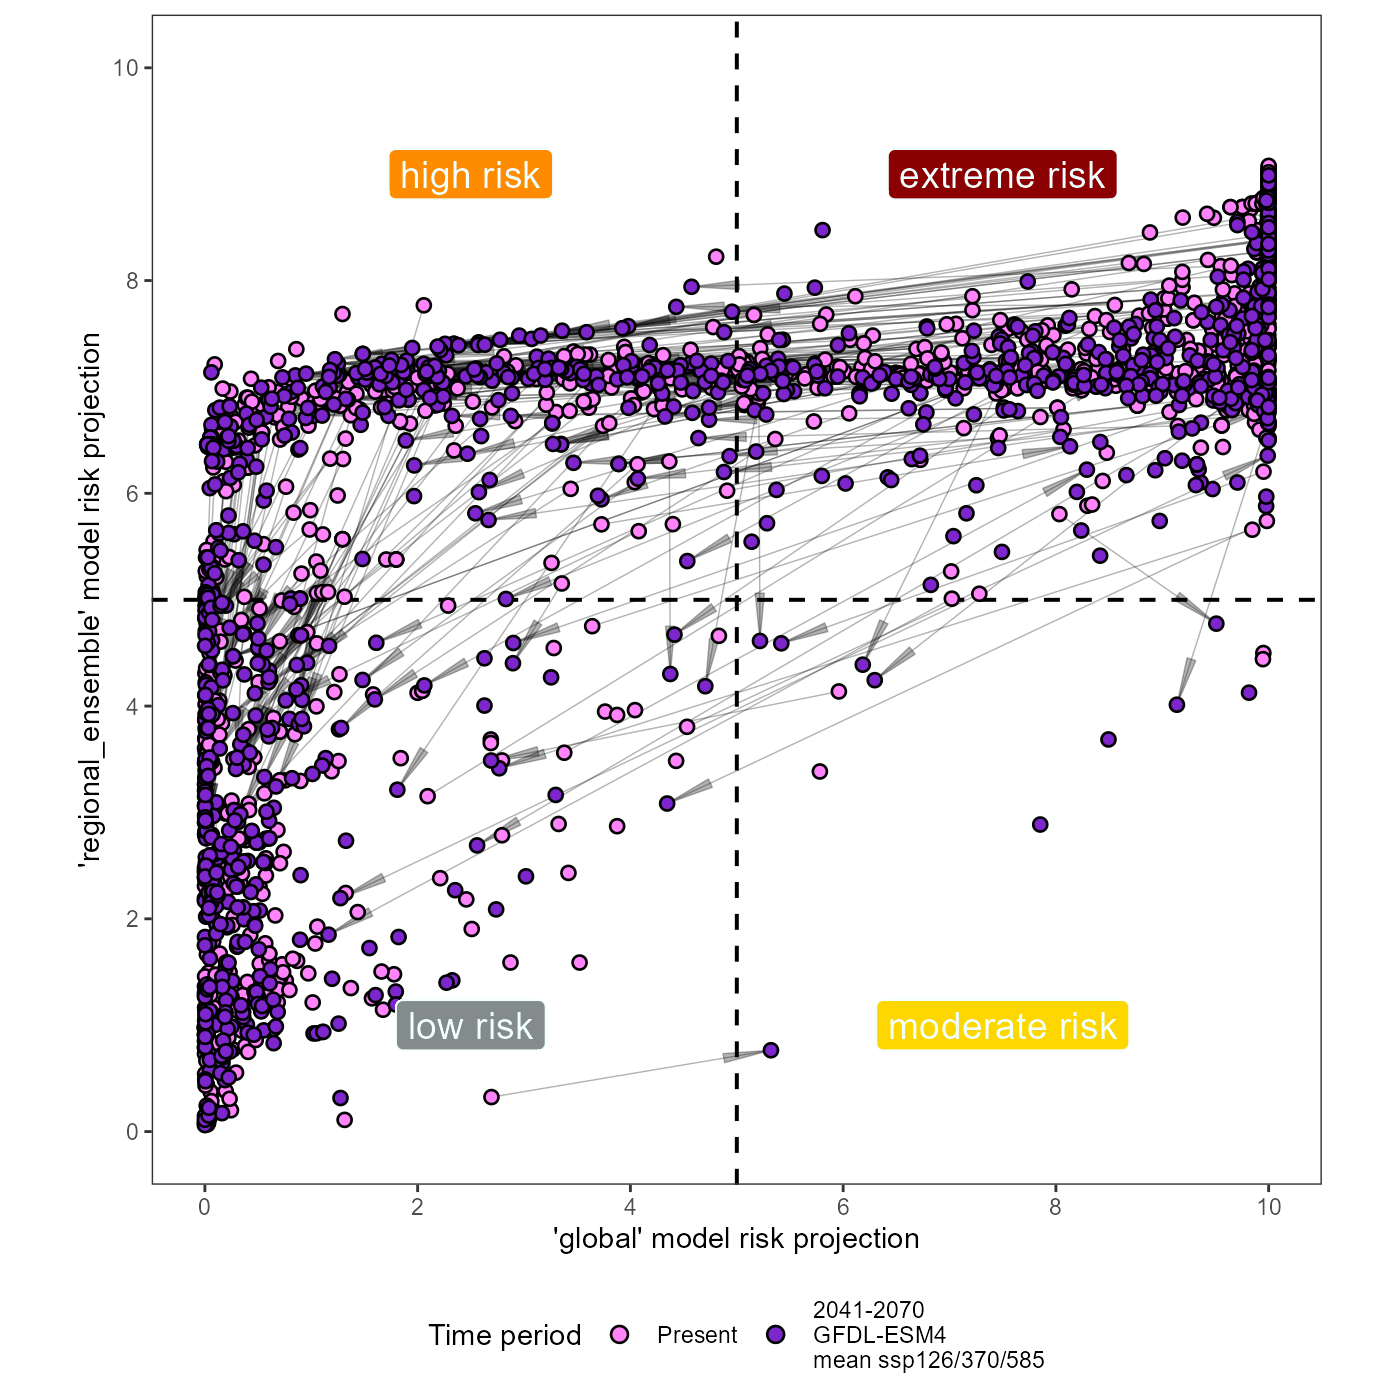 10
8
6
4
2
0
'regional_ensemble' model risk projection
high risk
extreme risk
low risk
moderate risk
0
2
4
6
8
10
'global' model risk projection
Time period
Present
2041-2070
GFDL-ESM4
mean ssp126/370/585